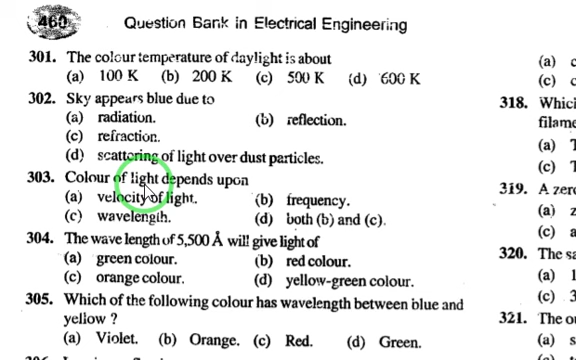 460 Question Bank in Electrical Engineering
301. The colour temperature of daylight is about
(a) 100 K (b) 200 K (c) 500 K (d) 600 K
302. Sky appears blue due to
(a) radiation. (b) reflection.
(c) refraction.
(d) scattering of light over dust particles.
303. Colour of light depends upon
(a) velocity of light. (b) frequency.
(c) wavelength. (d) both (b) and (c).
304. The wave length of 5,500 Å will give light of
(a) green colour. (b) red colour.
(c) orange colour. (d) yellow-green colour.
305. Which of the following colour has wavelength between blue and
yellow ?
(a) Violet. (b) Orange. (c) Red. (d) Green.
(a)
(c)
318.
(a)
(c)
319. A
(a)
(c)
320. The
(a) 1
(c) 3
321. The
(a)
(c)